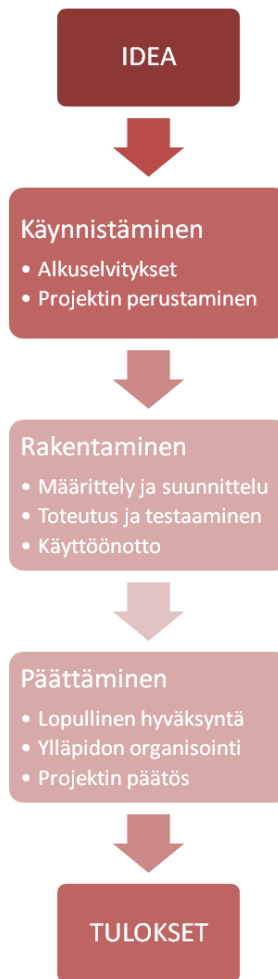 IDEA
Käynnistäminen
• Alkuselvitykset
• Projektin perustaminen
Rakentaminen
• Määrittely ja suunnittelu
• Toteutus ja testaaminen
• Käyttöönotto
Päättäminen
• Lopullinen hyväksyntä
• Ylläpidon organisointi
• Projektin päätös
TULOKSET